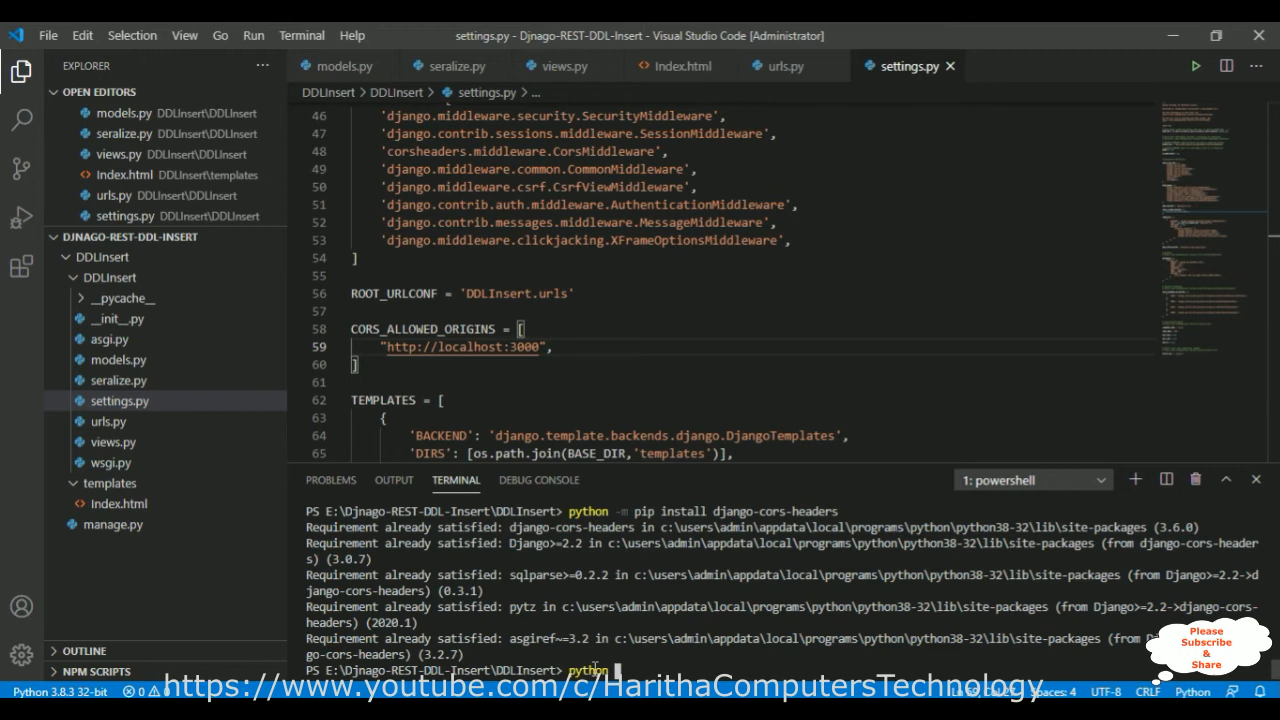 File Edit Selection View Go Run Terminal Help settings.py - Djnago-REST-DDL-Insert - Visual Studio Code [Administrator]
EXPLORER
models.py seralize.py views.py Index.html urls.py settings.py
DDLInsert > DDLInsert > settings.py > ...
OPEN EDITORS
models.py DDLInsert\DDLInsert
seralize.py DDLInsert\DDLInsert
views.py DDLInsert\DDLInsert
Index.html DDLInsert\templates
urls.py DDLInsert\DDLInsert
settings.py DDLInsert\DDLInsert
DJNAGO-REST-DDL-INSERT
DDLInsert
DDLInsert
__pycache__
__init__.py
asgi.py
models.py
seralize.py
settings.py
urls.py
views.py
wsgi.py
templates
Index.html
manage.py
OUTLINE
NPM SCRIPTS
46 'django.middleware.security.SecurityMiddleware',
47 'django.contrib.sessions.middleware.SessionMiddleware',
48 'corsheaders.middleware.CorsMiddleware',
49 'django.middleware.common.CommonMiddleware',
50 'django.middleware.csrf.CsrfViewMiddleware',
51 'django.contrib.auth.middleware.AuthenticationMiddleware',
52 'django.contrib.messages.middleware.MessageMiddleware',
53 'django.middleware.clickjacking.XFrameOptionsMiddleware',
54 ]
55
56 ROOT_URLCONF = 'DDLInsert.urls'
57
58 CORS_ALLOWED_ORIGINS = [
59 "http://localhost:3000",
60 ]
61
62 TEMPLATES = [
63 {
64 'BACKEND': 'django.template.backends.django.DjangoTemplates',
65 'DIRS': [os.path.join(BASE_DIR,'templates')],
PROBLEMS OUTPUT TERMINAL DEBUG CONSOLE 1: powershell
PS E:\Djnago-REST-DDL-Insert\DDLInsert> python -m pip install django-cors-headers
Requirement already satisfied: django-cors-headers in c:\users\admin\appdata\local\programs\python\python38-32\lib\site-packages (3.6.0)
Requirement already satisfied: Django>=2.2 in c:\users\admin\appdata\local\programs\python\python38-32\lib\site-packages (from django-cors-header
s) (3.0.7)
Requirement already satisfied: sqlparse>=0.2.2 in c:\users\admin\appdata\local\programs\python\python38-32\lib\site-packages (from Django>=2.2->d
jango-cors-headers) (0.3.1)
Requirement already satisfied: pytz in c:\users\admin\appdata\local\programs\python\python38-32\lib\site-packages (from Django>=2.2->django-cors-
headers) (2020.1)
Requirement already satisfied: asgiref~=3.2 in c:\users\admin\appdata\local\programs\python\python38-32\lib\site-packages (from
go-cors-headers) (3.2.7)
PS E:\Djnago-REST-DDL-Insert\DDLInsert> python
Please
Subscribe
&
Share
Python 3.8.3 32-bit 0 0 Spaces: 4 UTF-8 CRLF Python
https://www.youtube.com/c/HarithaComputersTechnology